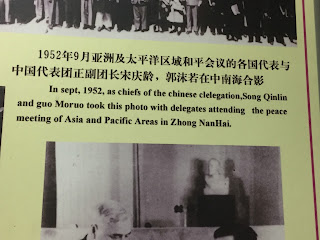 1952年9月亚洲及太平洋区域和平会议的各国代表与
中国代表团正副团长宋庆龄，郭沫若在中南海合影
In sept, 1952, as chiefs of the chinese clelegation,Song Qinlin
and guo Moruo took this photo with delegates attending the peace
meeting of Asia and Pacific Areas in Zhong NanHai.